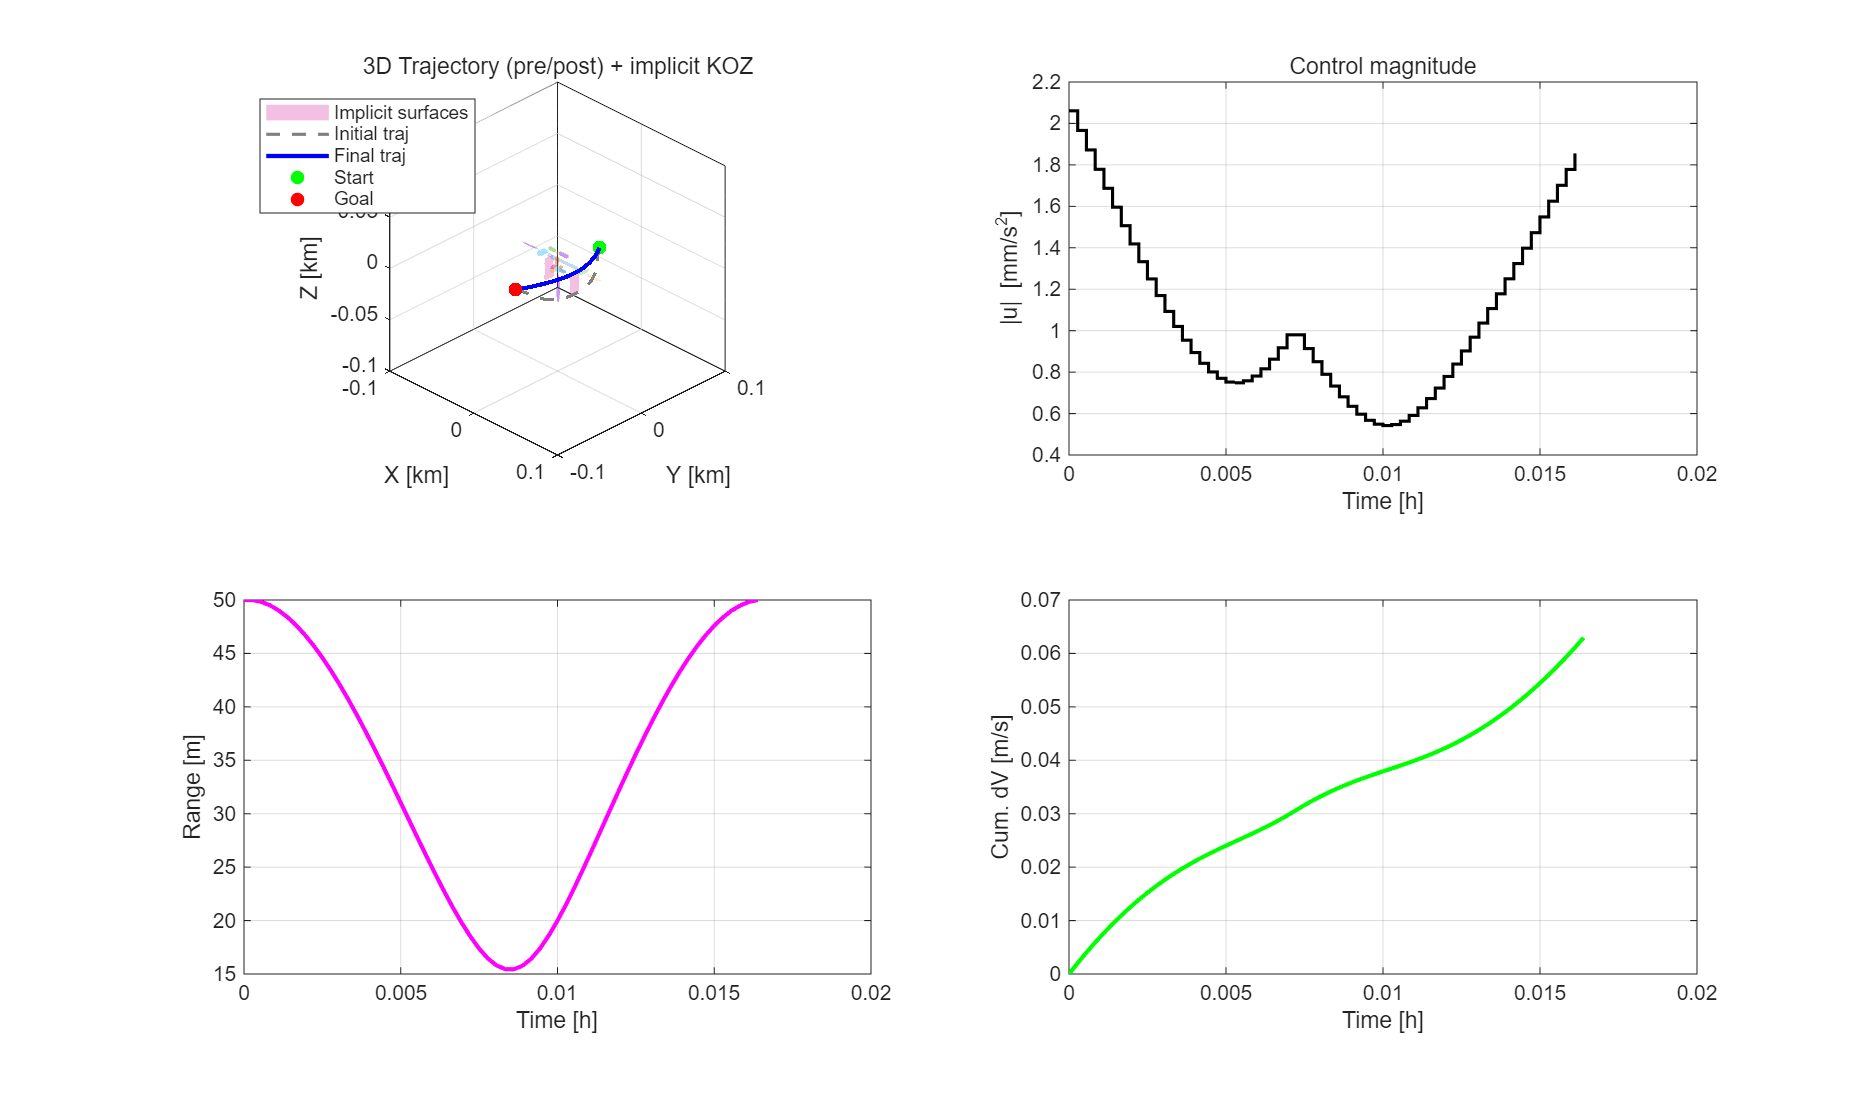 3D Trajectory (pre/post) + implicit KOZ
Implicit surfaces
Initial traj
Final traj
Start
Goal
0.05
0
-0.05
-0.1
Z [km]
-0.1
0
0.1
X [km]
-0.1
0
0.1
Y [km]
Control magnitude
2.2
2
1.8
1.6
1.4
1.2
1
0.8
0.6
0.4
|u| [mm/s²]
0 0.005 0.01 0.015 0.02
Time [h]
50
45
40
35
30
25
20
15
Range [m]
0 0.005 0.01 0.015 0.02
Time [h]
0.07
0.06
0.05
0.04
0.03
0.02
0.01
0
Cum. dV [m/s]
0 0.005 0.01 0.015 0.02
Time [h]